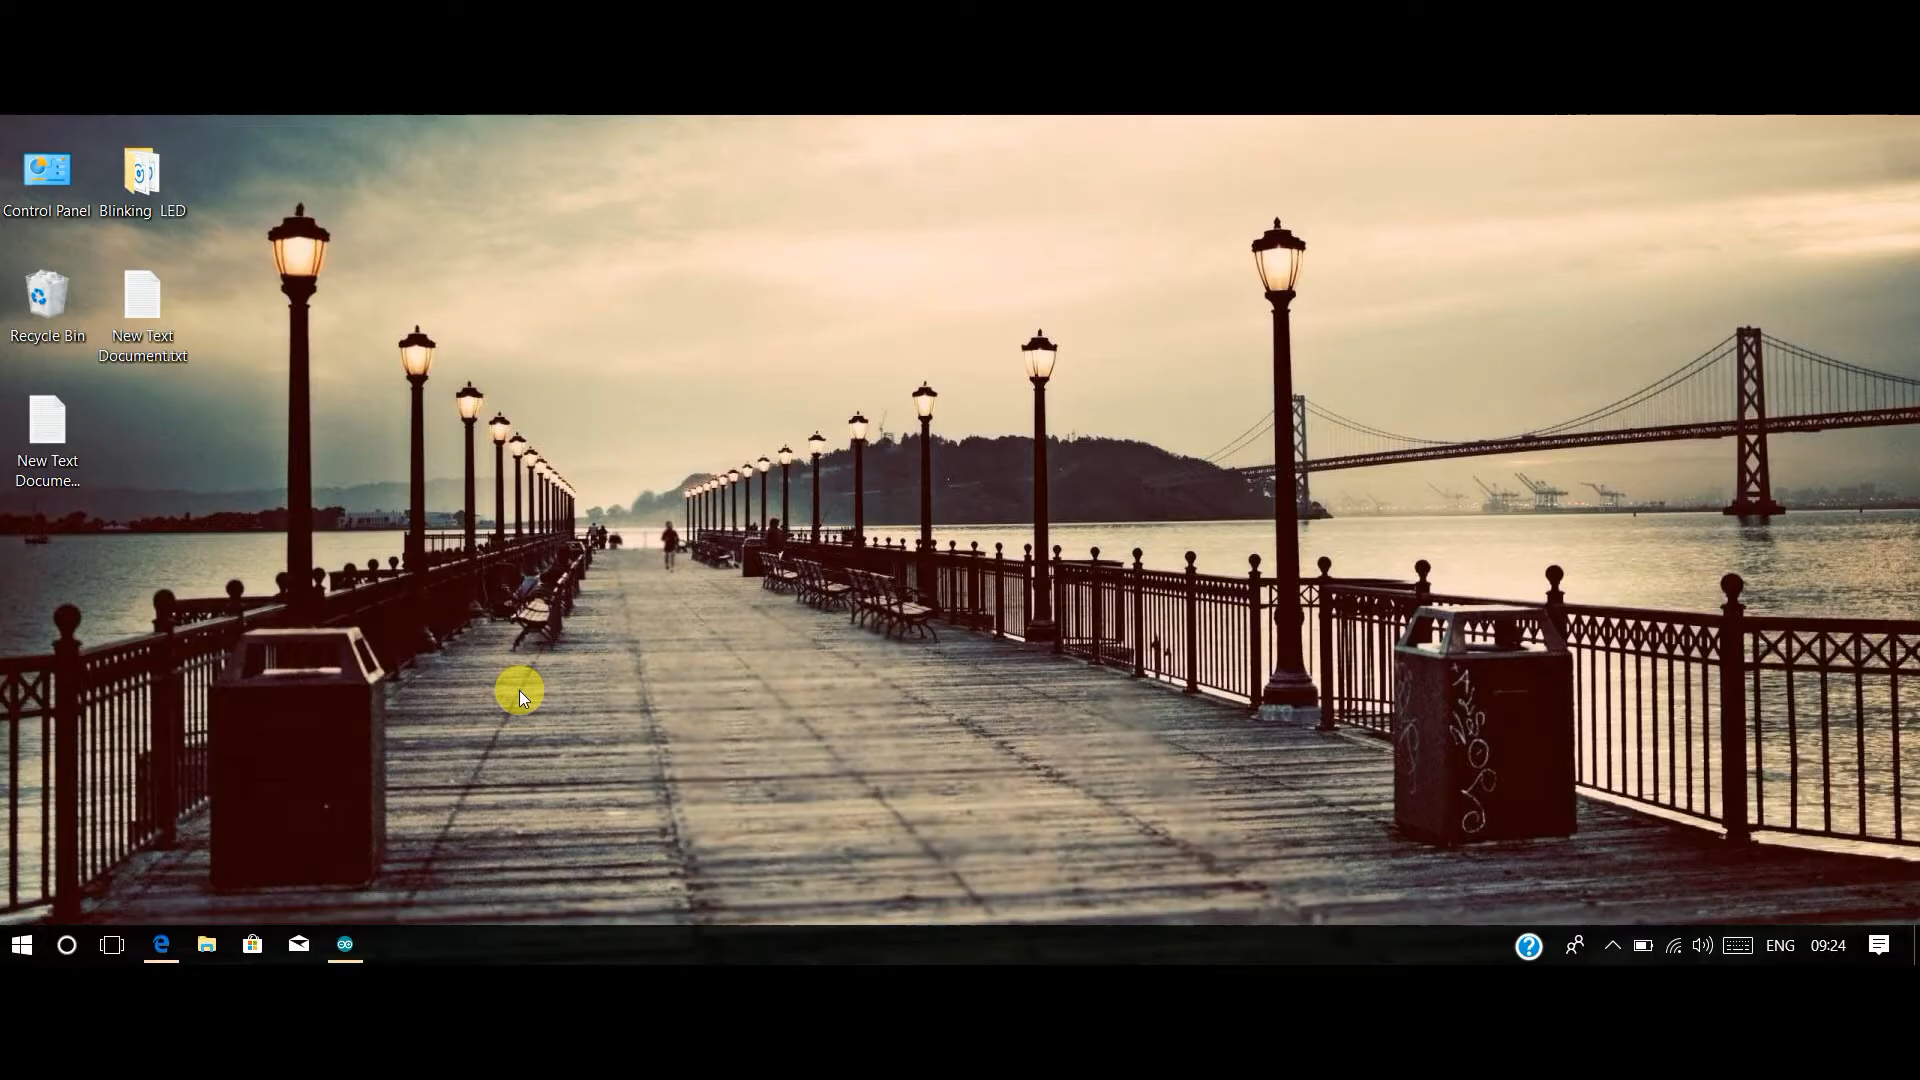 Control Panel
Blinking LED
Recycle Bin
New Text
Document.txt
New Text
Docume...
ENG
09:24